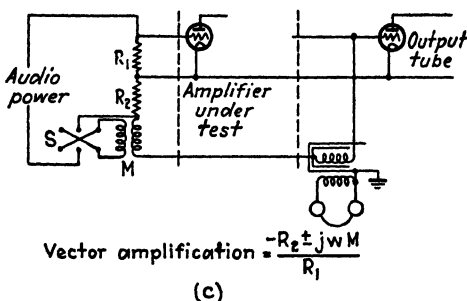 R1
R2
Audio
power
S
M
Amplifier
under
test
Output
tube
Vector amplification = -R2 ± jwM / R1
(c)